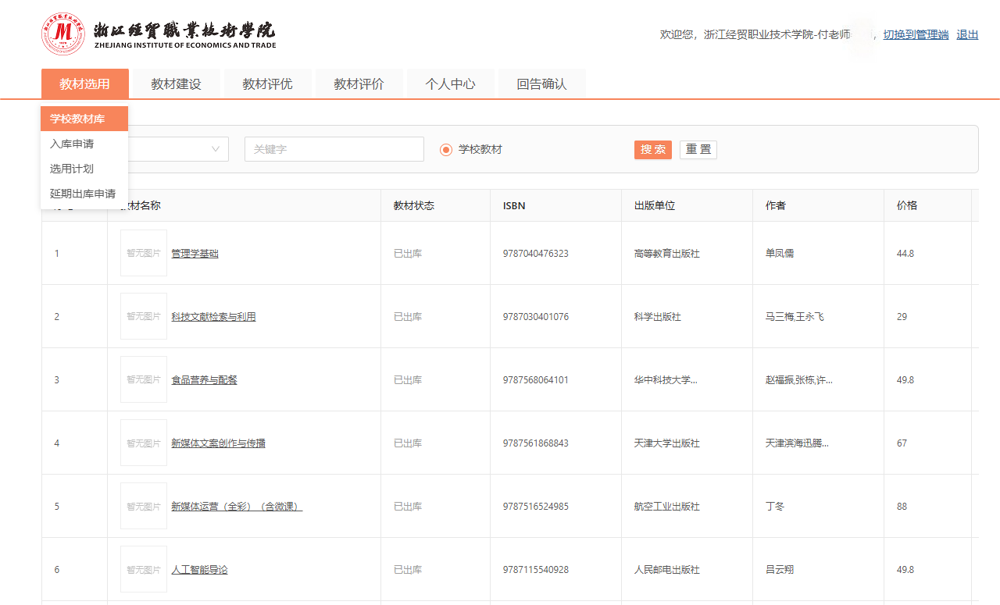 浙江经贸職業技術學院
ZHEJIANG INSTITUTE OF ECONOMICS AND TRADE
欢迎您，浙江经贸职业技术学院-付老师
，切换到管理端 退出
教材选用 教材建设 教材评优 教材评价 个人中心 回告确认
学校教材库
入库申请
选用计划
延期出库申请
关键字 学校教材 搜 索 重 置
教材名称 教材状态 ISBN 出版单位 作者 价格
1 暂无图片 管理学基础 已出库 9787040476323 高等教育出版社 单凤儒 44.8
2 暂无图片 科技文献检索与利用 已出库 9787030401076 科学出版社 马三梅,王永飞 29
3 暂无图片 食品营养与配餐 已出库 9787568064101 华中科技大学... 赵福振,张栋,许... 49.8
4 暂无图片 新媒体文案创作与传播 已出库 9787561868843 天津大学出版社 天津滨海迅腾... 67
5 暂无图片 新媒体运营（全彩）（含微课） 已出库 9787516524985 航空工业出版社 丁冬 88
6 暂无图片 人工智能导论 已出库 9787115540928 人民邮电出版社 吕云翔 49.8